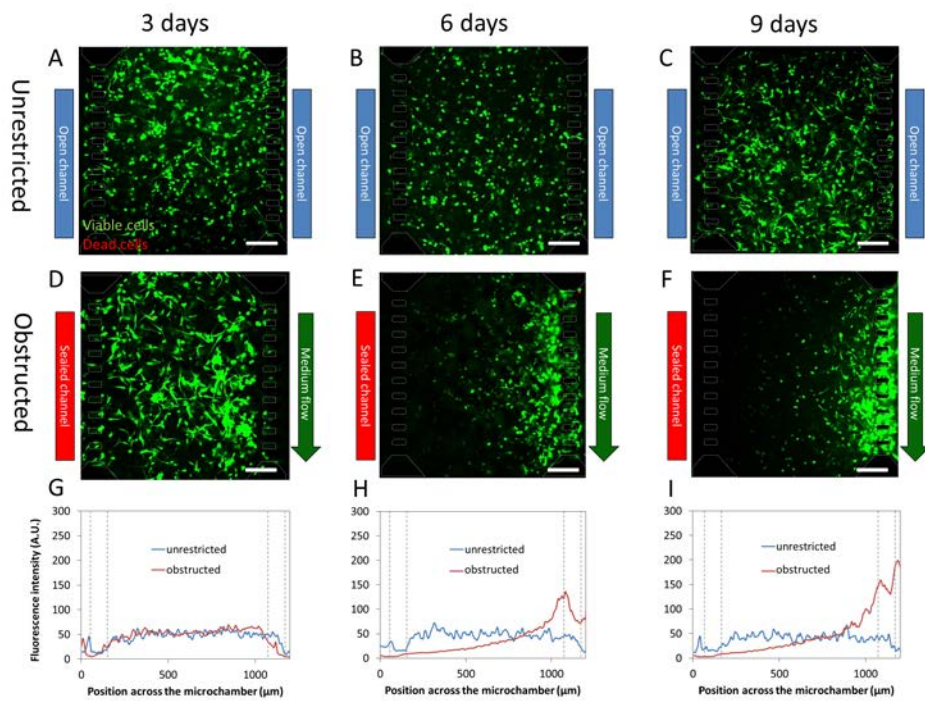 3 days
6 days
9 days
Unrestricted
A
B
C
Open channel
Open channel
Open channel
Open channel
Open channel
Open channel
Viable cells
Dead cells
Obstructed
D
E
F
Sealed channel
Medium flow
Sealed channel
Medium flow
Sealed channel
Medium flow
G
H
I
Fluorescence intensity (A.U.)
300
250
200
150
100
50
0
unrestricted
obstructed
0
500
1000
Position across the microchamber (μm)
300
250
200
150
100
50
0
unrestricted
obstructed
0
500
1000
Position across the microchamber (μm)
300
250
200
150
100
50
0
unrestricted
obstructed
0
500
1000
Position across the microchamber (μm)